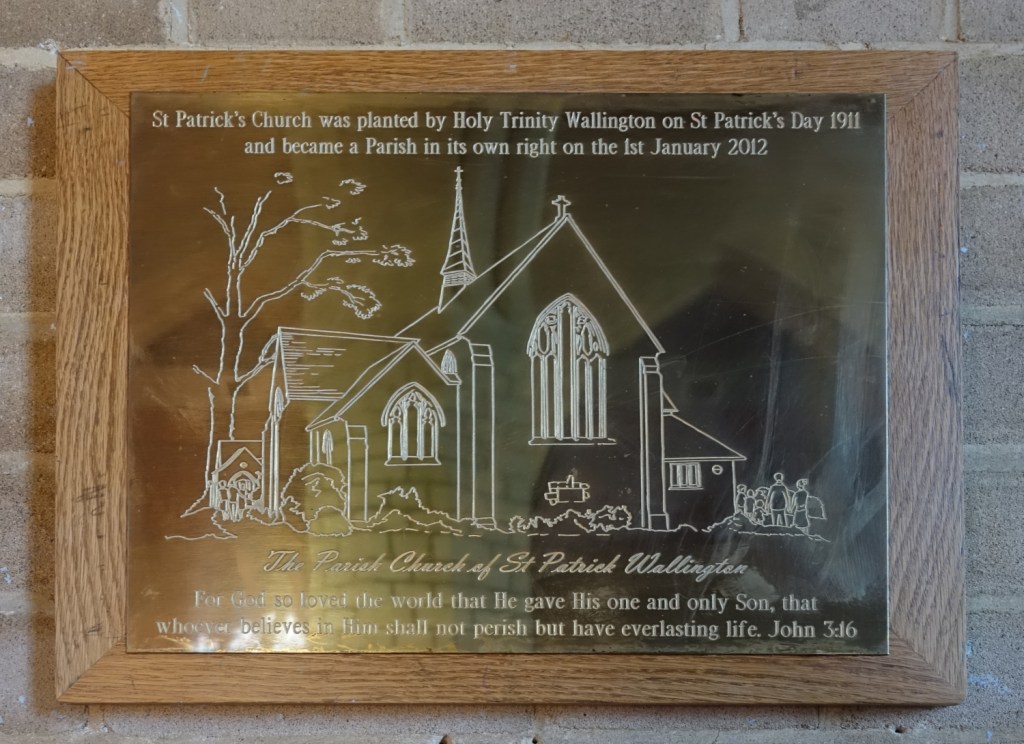 St Patrick's Church was planted by Holy Trinity Wallington on St Patrick's Day 1911
and became a Parish in its own right on the 1st January 2012
The Parish Church of St Patrick Wallington
For God so loved the world that He gave His one and only Son, that
whoever believes in Him shall not perish but have everlasting life. John 3:16